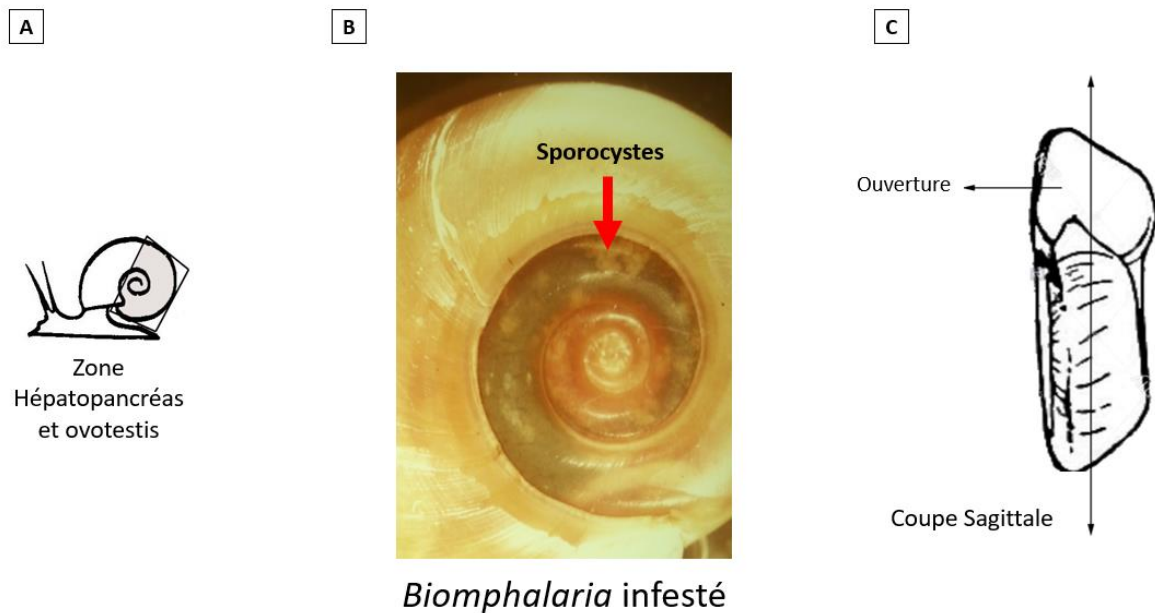 A
B
C
Sporocystes
Ouverture
Zone
Hépatopancréas
et ovotestis
Coupe Sagittale
Biomphalaria infesté